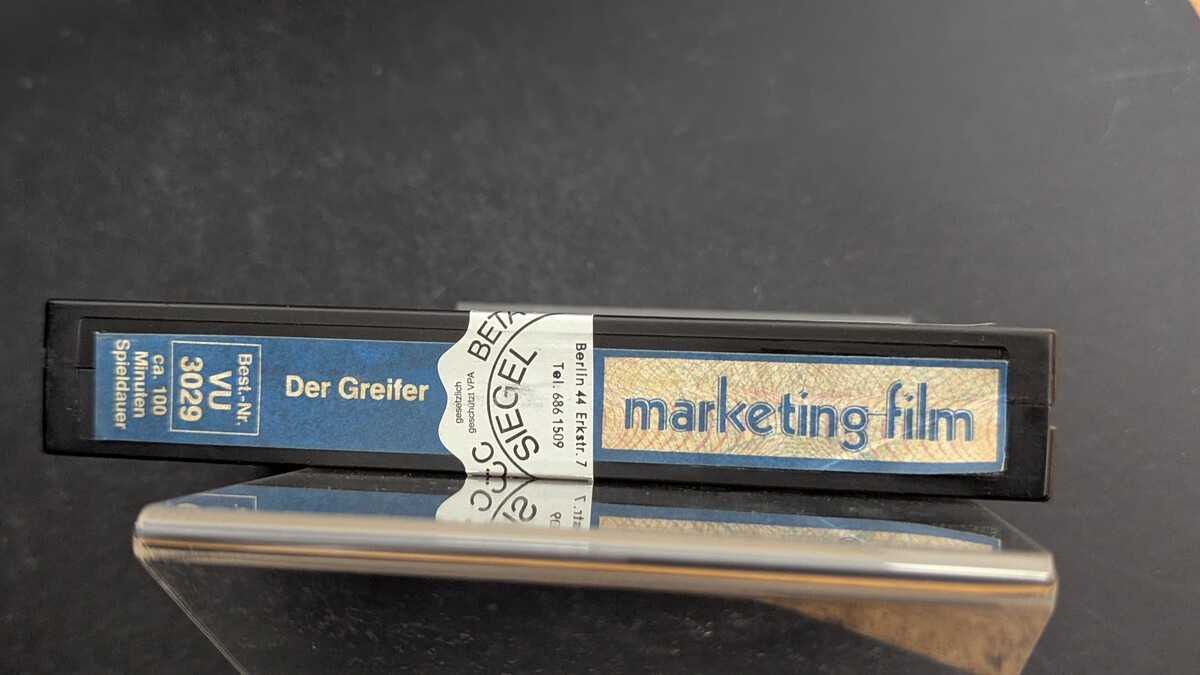 Best.-Nr.
VU
3029
ca. 100
Minuten
Spieldauer
Der Greifer
BETA
SIEGEL
gesetzlich
geschützt VPA
Berlin 44 Erkstr. 7
Tel. 686 1509
marketing-film